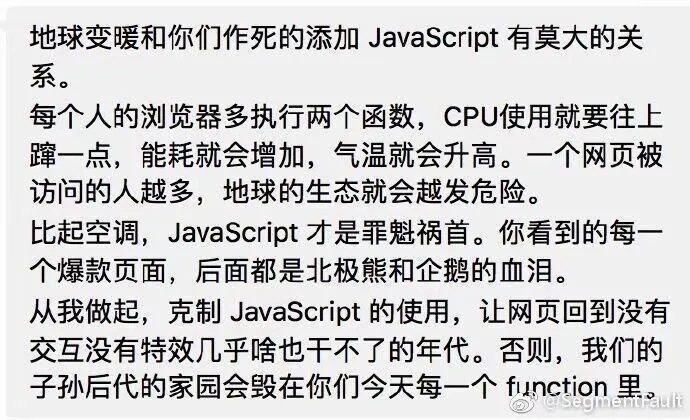 地球变暖和你们作死的添加 JavaScript 有莫大的关
系。
每个人的浏览器多执行两个函数，CPU使用就要往上
蹿一点，能耗就会增加，气温就会升高。一个网页被
访问的人越多，地球的生态就会越发危险。
比起空调，JavaScript 才是罪魁祸首。你看到的每一
个爆款页面，后面都是北极熊和企鹅的血泪。
从我做起，克制 JavaScript 的使用，让网页回到没有
交互没有特效几乎啥也干不了的年代。否则，我们的
子孙后代的家园会毁在你们今天每一个 function 里。
@SegmentFault